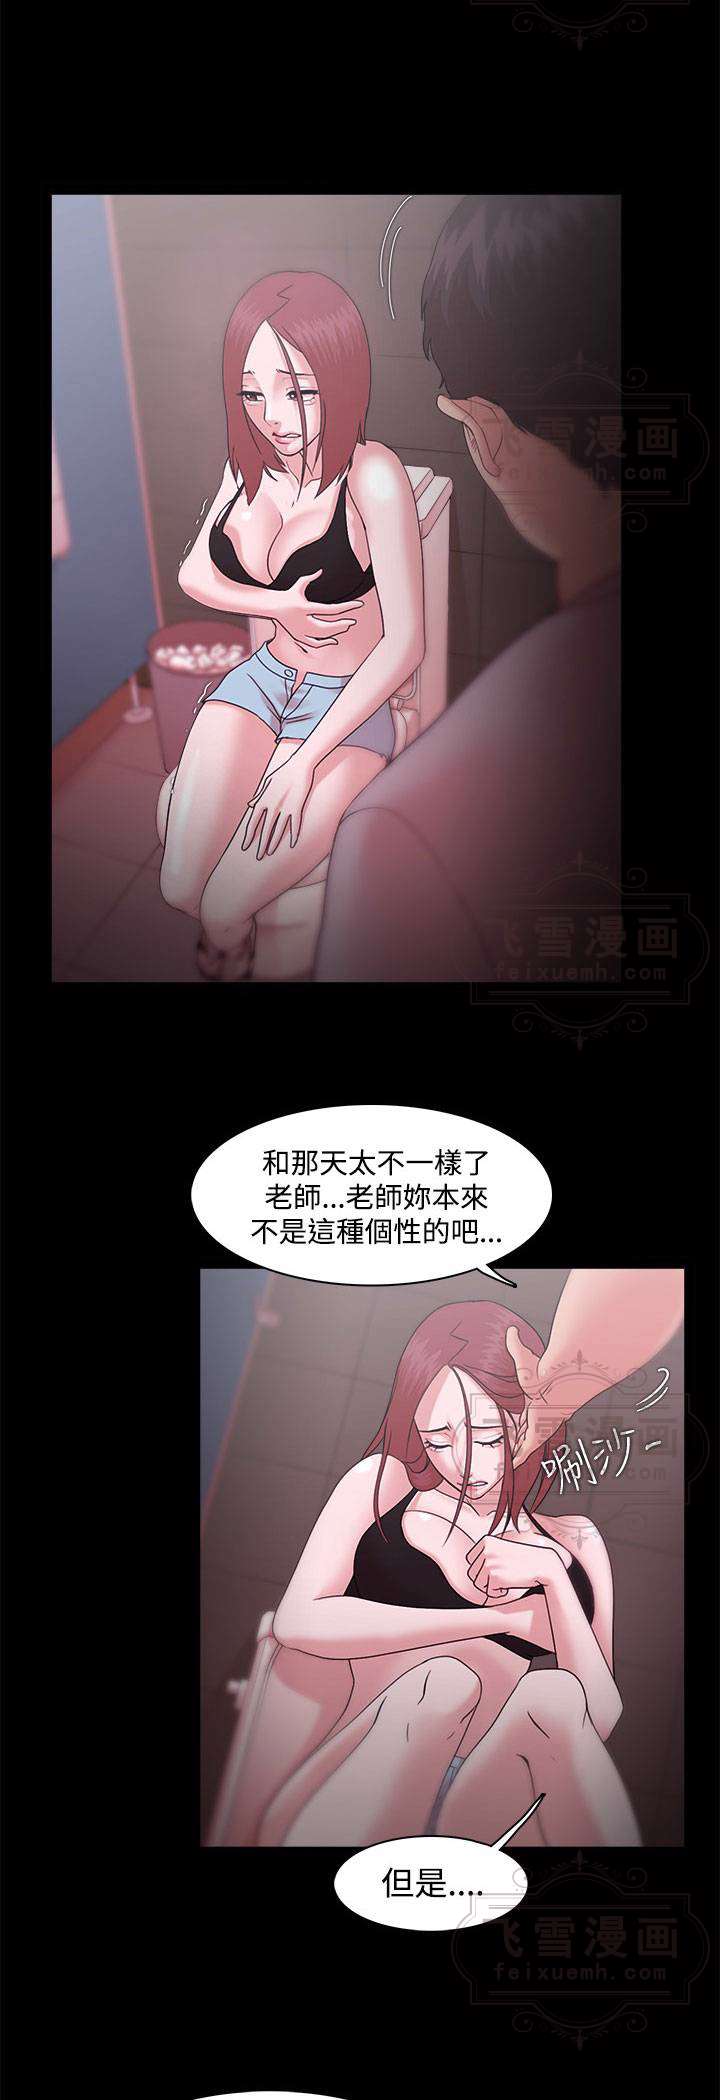 飞雪漫画
feixuemh.com
飞雪漫画
feixuemh.com
和那天太不一樣了
老師...老師妳本來
不是這種個性的吧...
唰沙-
飞雪漫画
feixuemh.com
但是....
飞雪漫画
feixuemh.com